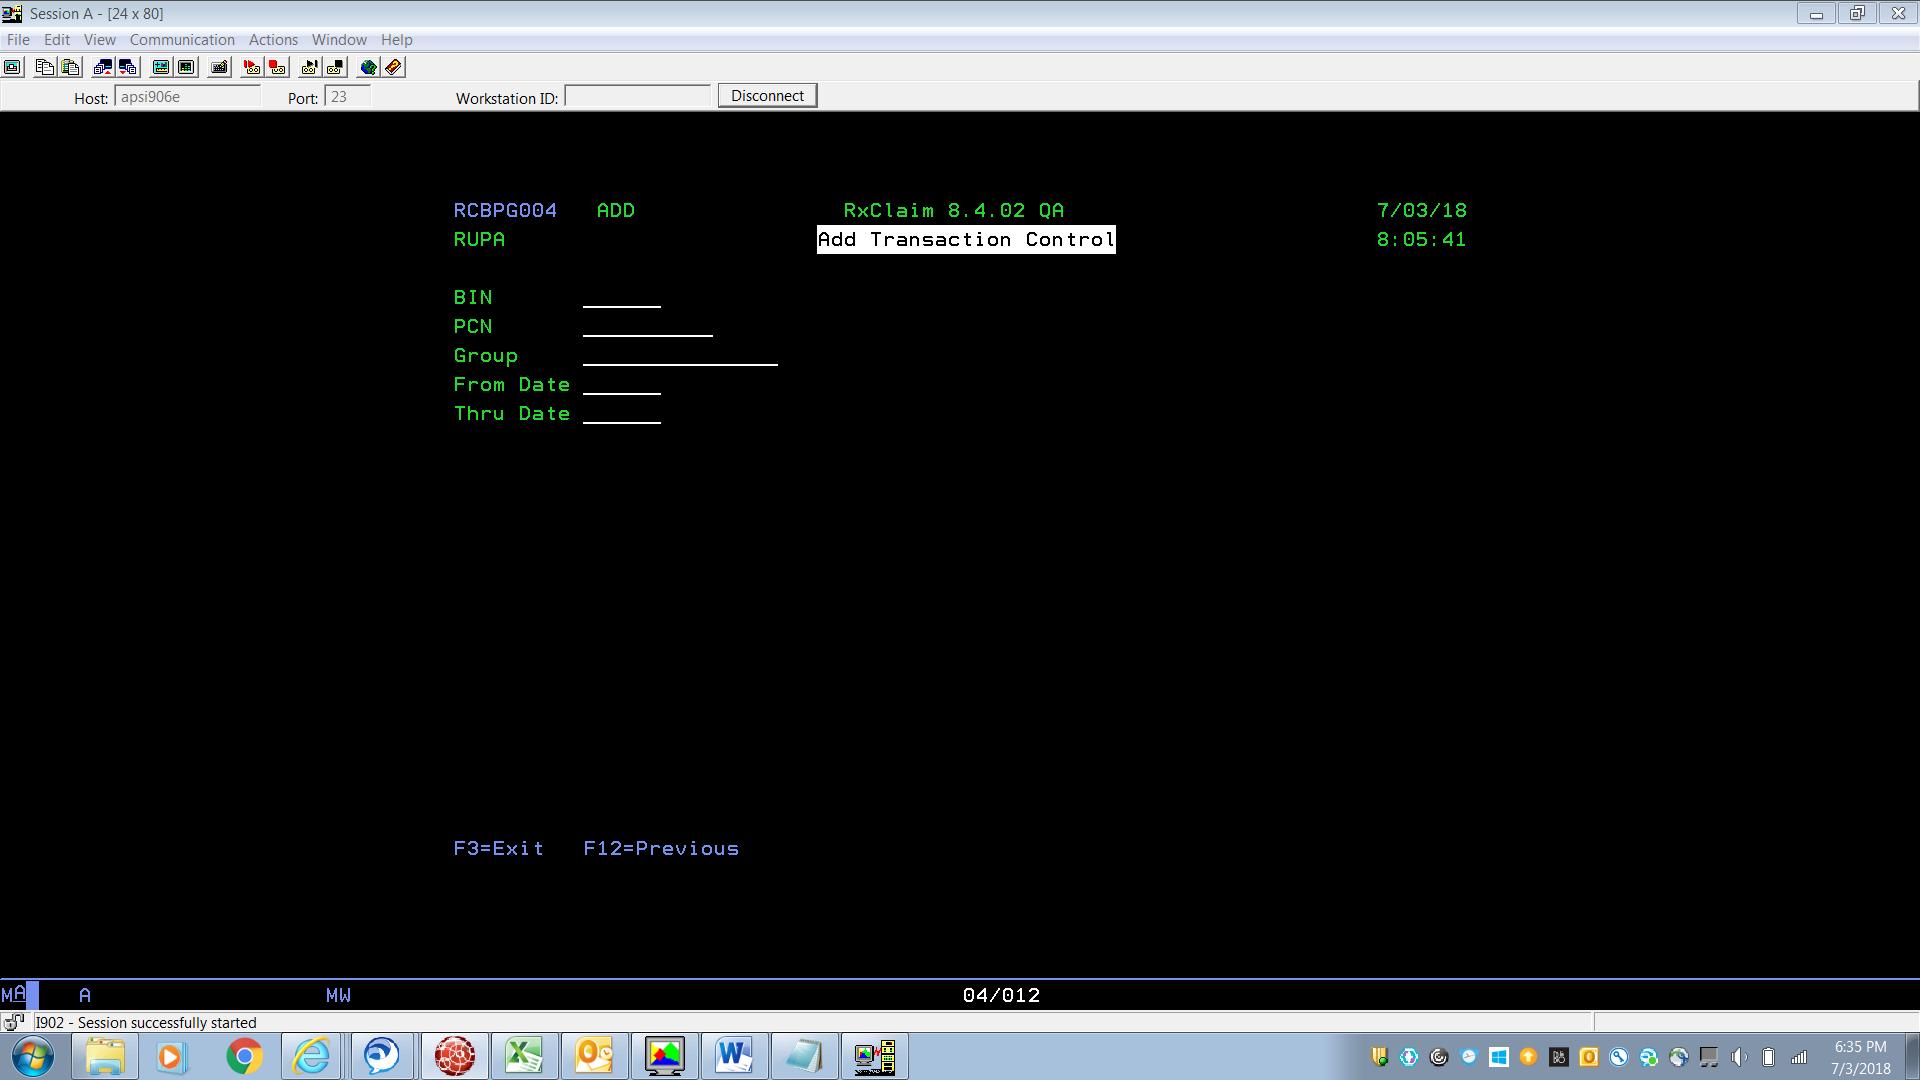 Session A - [24 x 80]
File Edit View Communication Actions Window Help
Host: apsi906e Port: 23 Workstation ID: Disconnect
RCBPG004 ADD RxClaim 8.4.02 QA 7/03/18
RUPA Add Transaction Control 8:05:41
BIN
PCN
Group
From Date
Thru Date
F3=Exit F12=Previous
MA A MW 04/012
I902 - Session successfully started
6:35 PM
7/3/2018